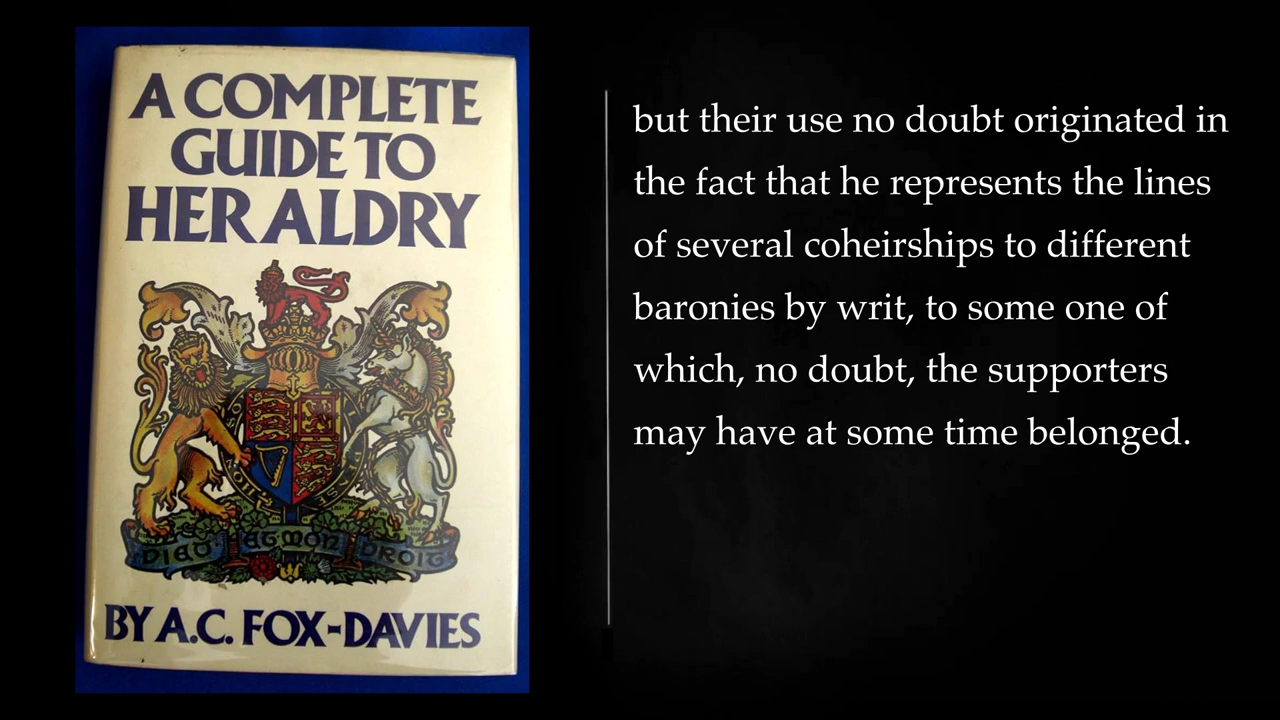 A COMPLETE
GUIDE TO
HERALDRY
DIEU ET MON DROIT
BY A.C. FOX-DAVIES
but their use no doubt originated in
the fact that he represents the lines
of several coheirships to different
baronies by writ, to some one of
which, no doubt, the supporters
may have at some time belonged.